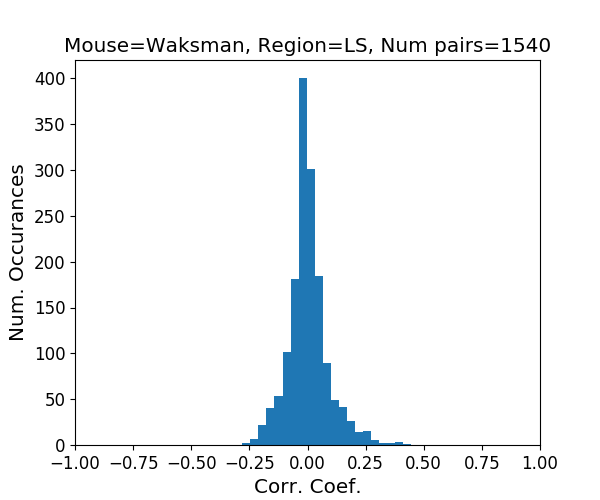 Mouse=Waksman, Region=LS, Num pairs=1540
400
350
300
250
200
150
100
50
0
Num. Occurances
−1.00 −0.75 −0.50 −0.25 0.00 0.25 0.50 0.75 1.00
Corr. Coef.